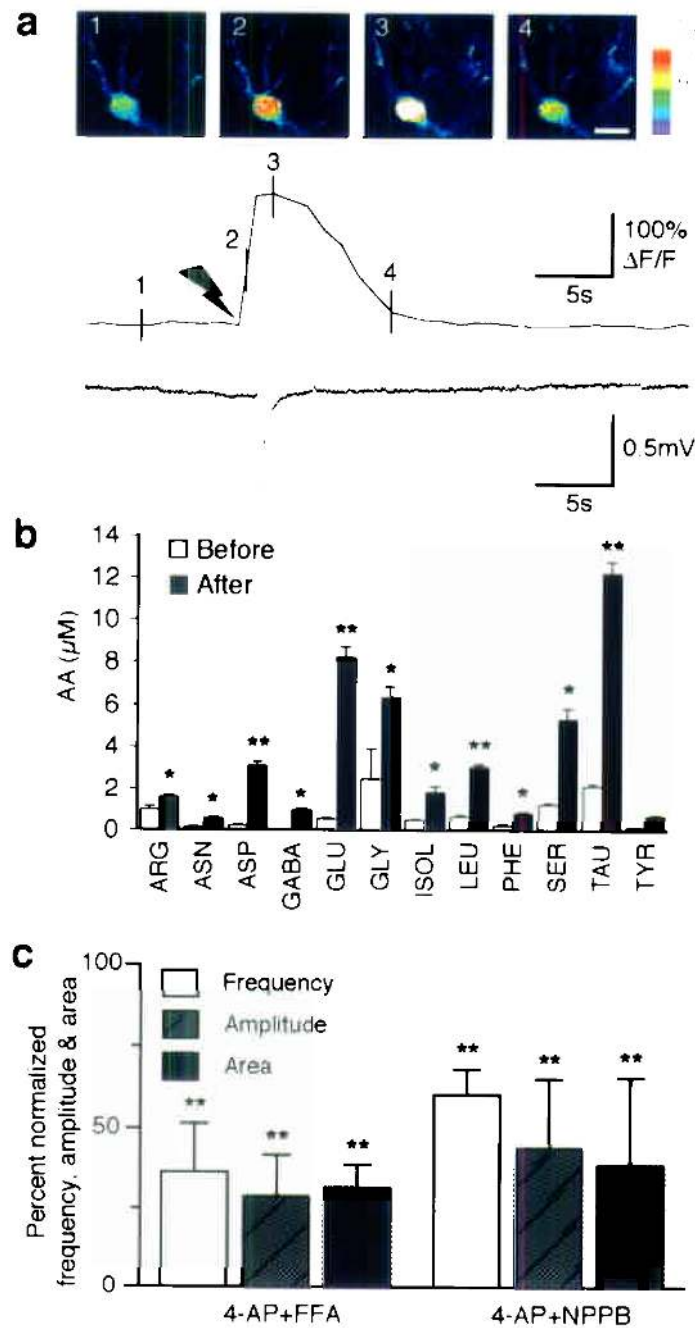 a
1 2 3 4
3
2
1
4
100%
ΔF/F
5s
0.5mV
5s
b
14
12
10
8
6
4
2
0
AA (µM)
Before
After
* * ** * ** * * ** * * **
ARG ASN ASP GABA GLU GLY ISOL LEU PHE SER TAU TYR
c
100
50
0
Percent normalized
frequency, amplitude & area
Frequency
Amplitude
Area
** ** ** ** ** **
4-AP+FFA 4-AP+NPPB